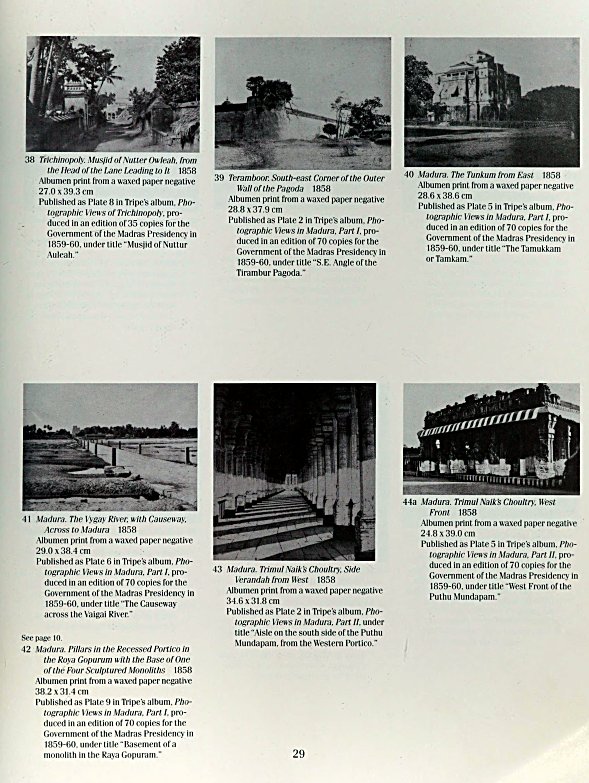 38 Trichinopoly. Musjid of Nutter Owleah, from
the Head of the Lane Leading to It 1858
Albumen print from a waxed paper negative
27.0 x 39.3 cm
Published as Plate 8 in Tripe's album, Pho-
tographic Views of Trichinopoly, pro-
duced in an edition of 35 copies for the
Government of the Madras Presidency in
1859-60, under title "Musjid of Nuttur
Auleah."
39 Teramboor. South-east Corner of the Outer
Wall of the Pagoda 1858
Albumen print from a waxed paper negative
28.8 x 37.9 cm
Published as Plate 2 in Tripe's album, Pho-
tographic Views in Madura, Part I, pro-
duced in an edition of 70 copies for the
Government of the Madras Presidency in
1859-60, under title "S.E. Angle of the
Tirambur Pagoda."
40 Madura. The Tunkum from East 1858
Albumen print from a waxed paper negative
28.6 x 38.6 cm
Published as Plate 5 in Tripe's album, Pho-
tographic Views in Madura, Part I, pro-
duced in an edition of 70 copies for the
Government of the Madras Presidency in
1859-60, under title "The Tamukkam
or Tamkam."
41 Madura. The Vygay River, with Causeway,
Across to Madura 1858
Albumen print from a waxed paper negative
29.0 x 38.4 cm
Published as Plate 6 in Tripe's album, Pho-
tographic Views in Madura, Part I, pro-
duced in an edition of 70 copies for the
Government of the Madras Presidency in
1859-60, under title "The Causeway
across the Vaigai River."
See page 10.
42 Madura. Pillars in the Recessed Portico in
the Roya Gopurum with the Base of One
of the Four Sculptured Monoliths 1858
Albumen print from a waxed paper negative
38.2 x 31.4 cm
Published as Plate 9 in Tripe's album, Pho-
tographic Views in Madura, Part I, pro-
duced in an edition of 70 copies for the
Government of the Madras Presidency in
1859-60, under title "Basement of a
monolith in the Raya Gopuram."
43 Madura. Trimul Naik's Choultry, Side
Verandah from West 1858
Albumen print from a waxed paper negative
34.6 x 31.8 cm
Published as Plate 2 in Tripe's album, Pho-
tographic Views in Madura, Part II, under
title "Aisle on the south side of the Puthu
Mundapam, from the Western Portico."
44a Madura. Trimul Naik's Choultry, West
Front 1858
Albumen print from a waxed paper negative
24.8 x 39.0 cm
Published as Plate 5 in Tripe's album, Pho-
tographic Views in Madura, Part II, pro-
duced in an edition of 70 copies for the
Government of the Madras Presidency in
1859-60, under title "West Front of the
Puthu Mundapam."
29